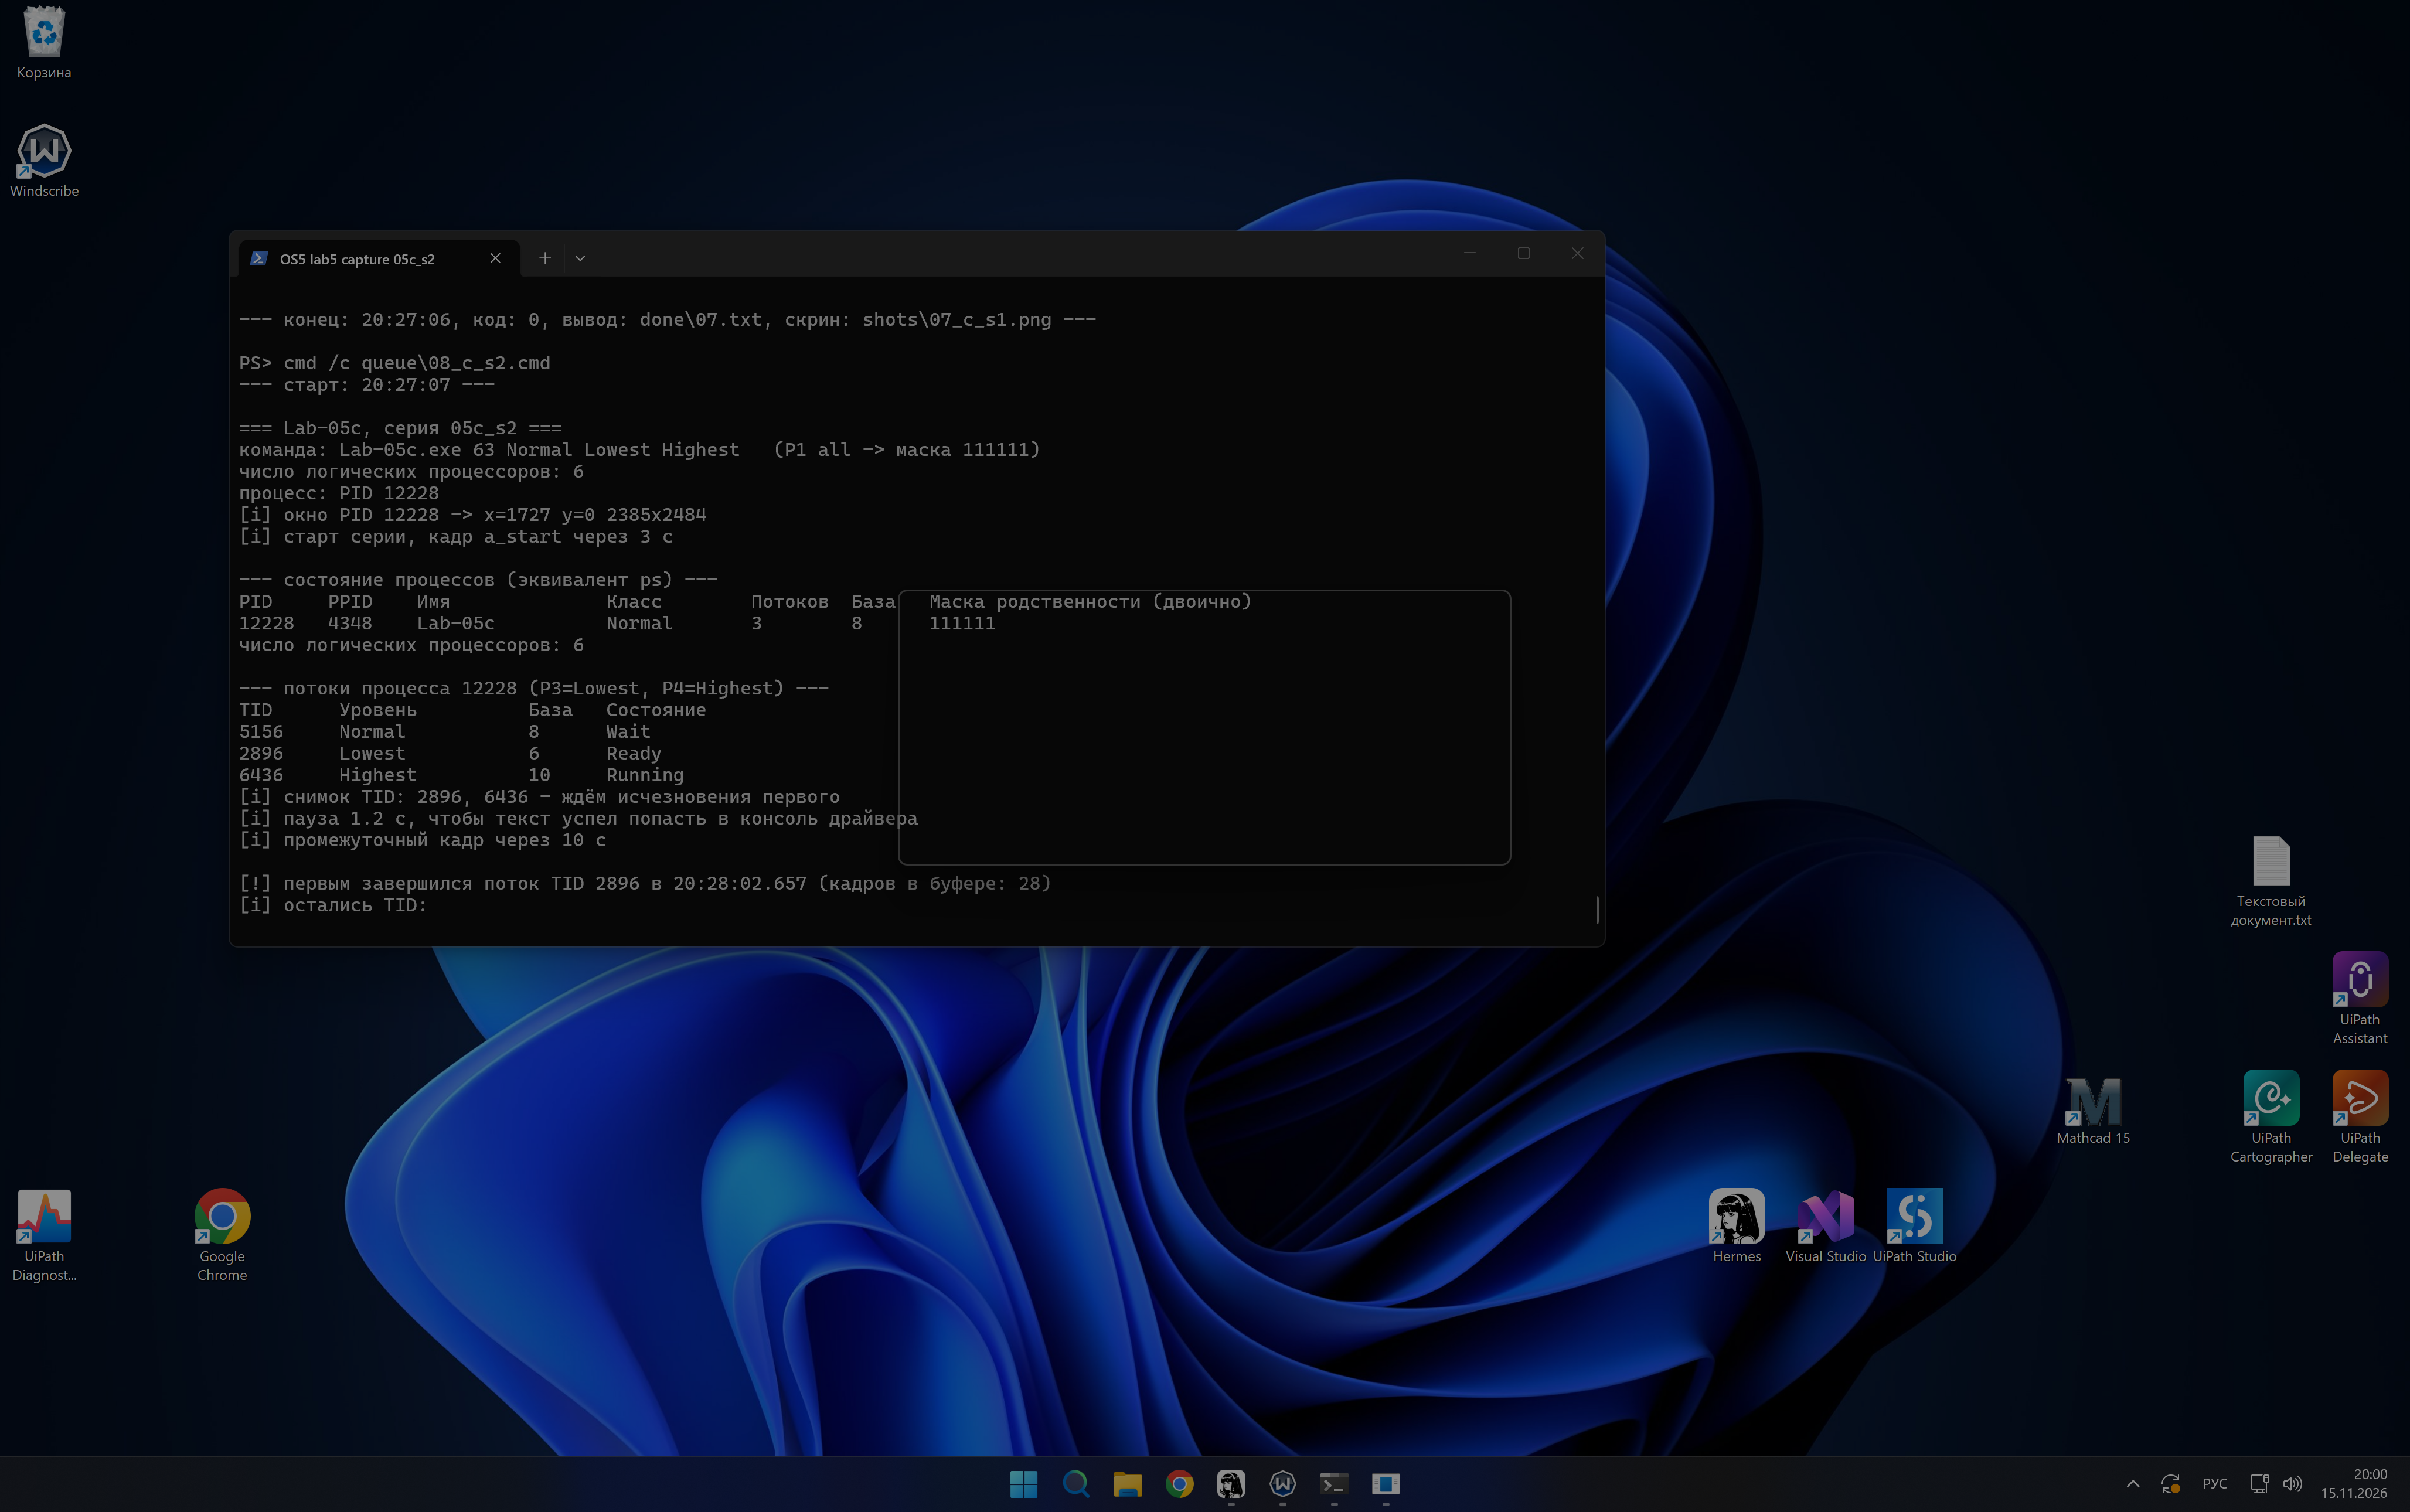 Корзина
Windscribe
OS5 lab5 capture 05c_s2
--- конец: 20:27:06, код: 0, вывод: done\07.txt, скрин: shots\07_c_s1.png ---
PS> cmd /c queue\08_c_s2.cmd
--- старт: 20:27:07 ---
=== Lab-05c, серия 05c_s2 ===
команда: Lab-05c.exe 63 Normal Lowest Highest   (P1 all -> маска 111111)
число логических процессоров: 6
процесс: PID 12228
[i] окно PID 12228 -> x=1727 y=0 2385x2484
[i] старт серии, кадр a_start через 3 с
--- состояние процессов (эквивалент ps) ---
PID     PPID    Имя              Класс        Потоков  База   Маска родственности (двоично)
12228   4348    Lab-05c          Normal       3        8      111111
число логических процессоров: 6
--- потоки процесса 12228 (P3=Lowest, P4=Highest) ---
TID      Уровень          База   Состояние
5156     Normal           8      Wait
2896     Lowest           6      Ready
6436     Highest          10     Running
[i] снимок TID: 2896, 6436 - ждём исчезновения первого
[i] пауза 1.2 с, чтобы текст успел попасть в консоль драйвера
[i] промежуточный кадр через 10 с
[!] первым завершился поток TID 2896 в 20:28:02.657 (кадров в буфере: 28)
[i] остались TID:
Текстовый
документ.txt
UiPath
Assistant
Mathcad 15
UiPath
Cartographer
UiPath
Delegate
UiPath
Diagnost...
Google
Chrome
Hermes
Visual Studio
UiPath Studio
РУС
20:00
15.11.2026